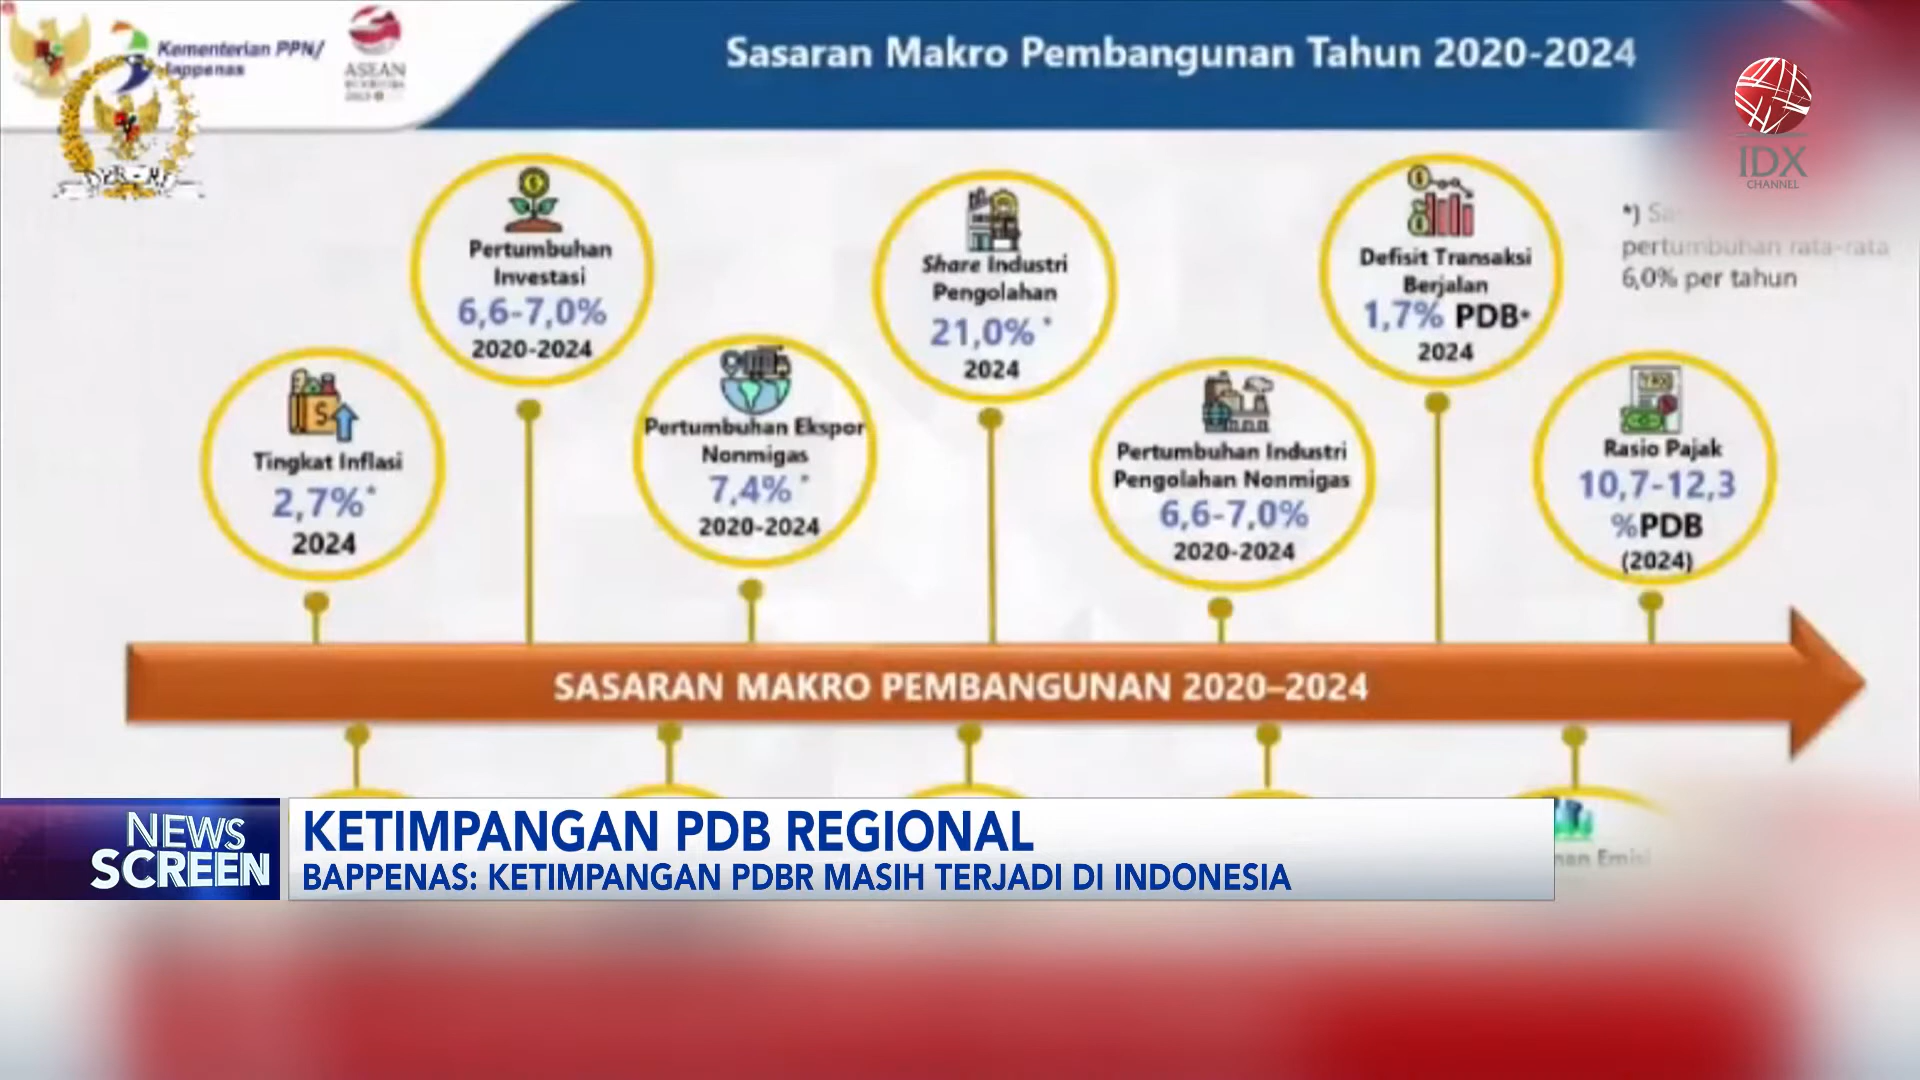 Kementerian PPN/
Bappenas
ASEAN
Sasaran Makro Pembangunan Tahun 2020-2024
IDX
CHANNEL
*)
pertumbuhan rata-rata
6,0% per tahun
Pertumbuhan
Investasi
6,6-7,0%
2020-2024
Share Industri
Pengolahan
21,0% *
2024
Defisit Transaksi
Berjalan
1,7% PDB*
2024
Tingkat Inflasi
2,7%*
2024
Pertumbuhan Ekspor
Nonmigas
7,4% *
2020-2024
Pertumbuhan Industri
Pengolahan Nonmigas
6,6-7,0%
2020-2024
Rasio Pajak
10,7-12,3
%PDB
(2024)
SASARAN MAKRO PEMBANGUNAN 2020–2024
NEWS
SCREEN
KETIMPANGAN PDB REGIONAL
BAPPENAS: KETIMPANGAN PDBR MASIH TERJADI DI INDONESIA